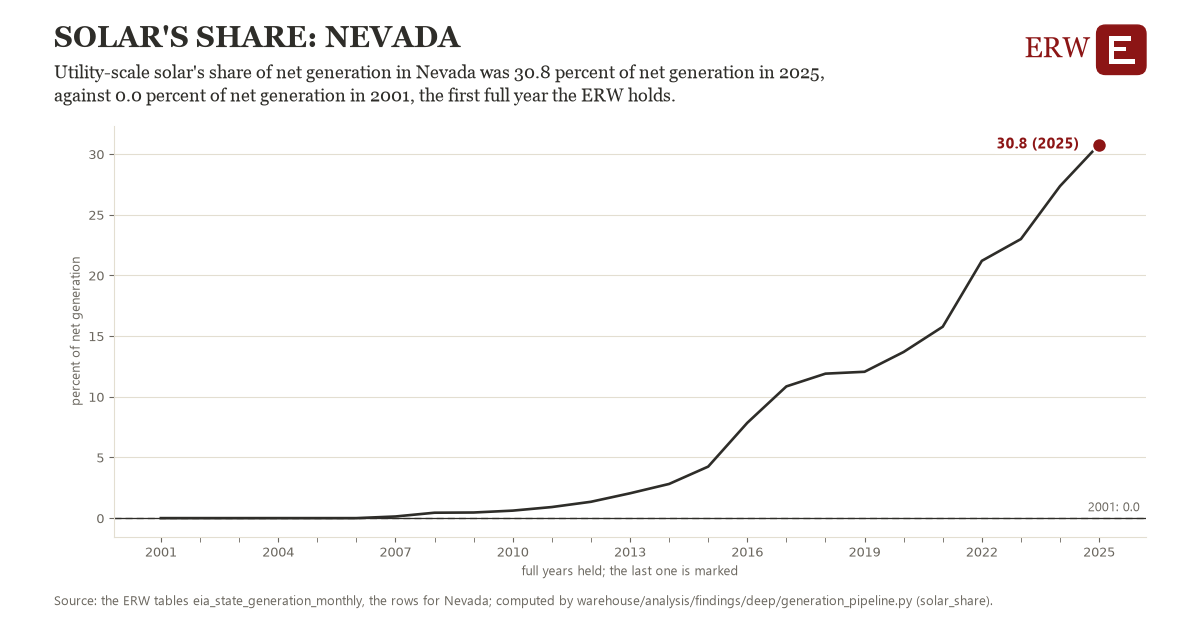 SOLAR'S SHARE: NEVADA
ERW E
Utility-scale solar's share of net generation in Nevada was 30.8 percent of net generation in 2025,
against 0.0 percent of net generation in 2001, the first full year the ERW holds.
30.8 (2025)
percent of net generation
30
25
20
15
10
5
0
2001: 0.0
2001 2004 2007 2010 2013 2016 2019 2022 2025
full years held; the last one is marked
Source: the ERW tables eia_state_generation_monthly, the rows for Nevada; computed by warehouse/analysis/findings/deep/generation_pipeline.py (solar_share).